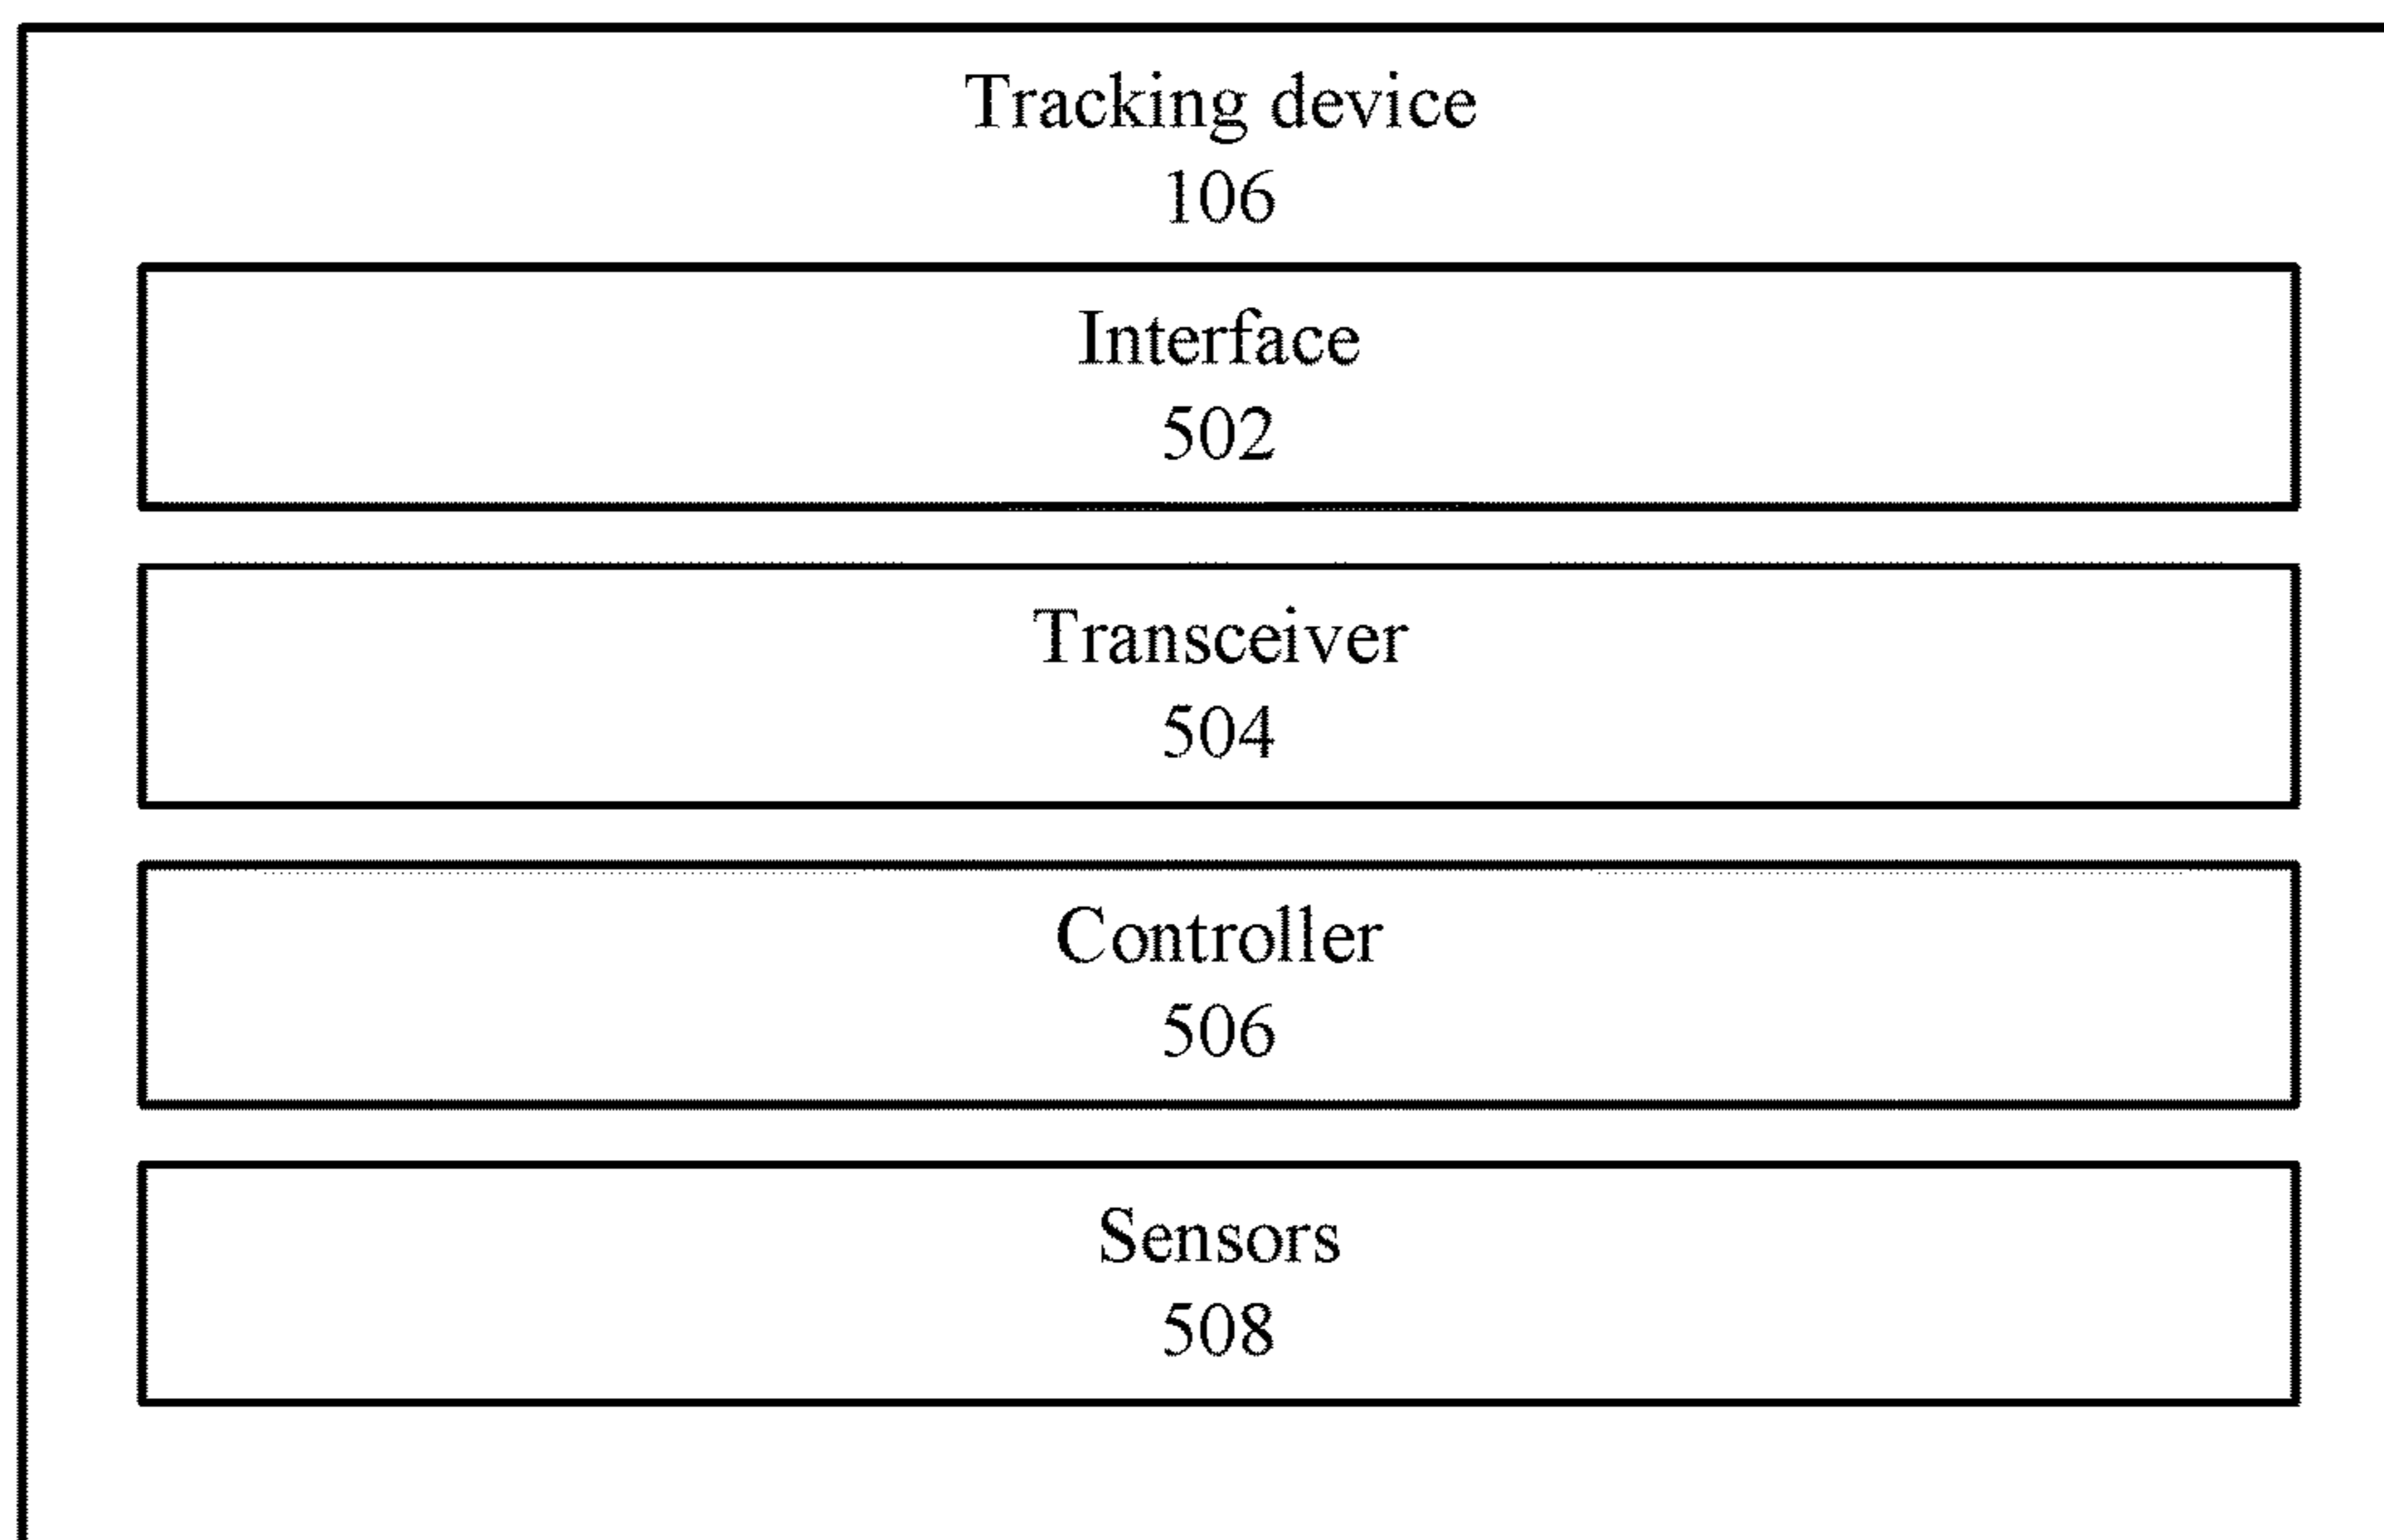 Tracking device
106
Interface
502
Transceiver
504
Controller
506
Sensors
508